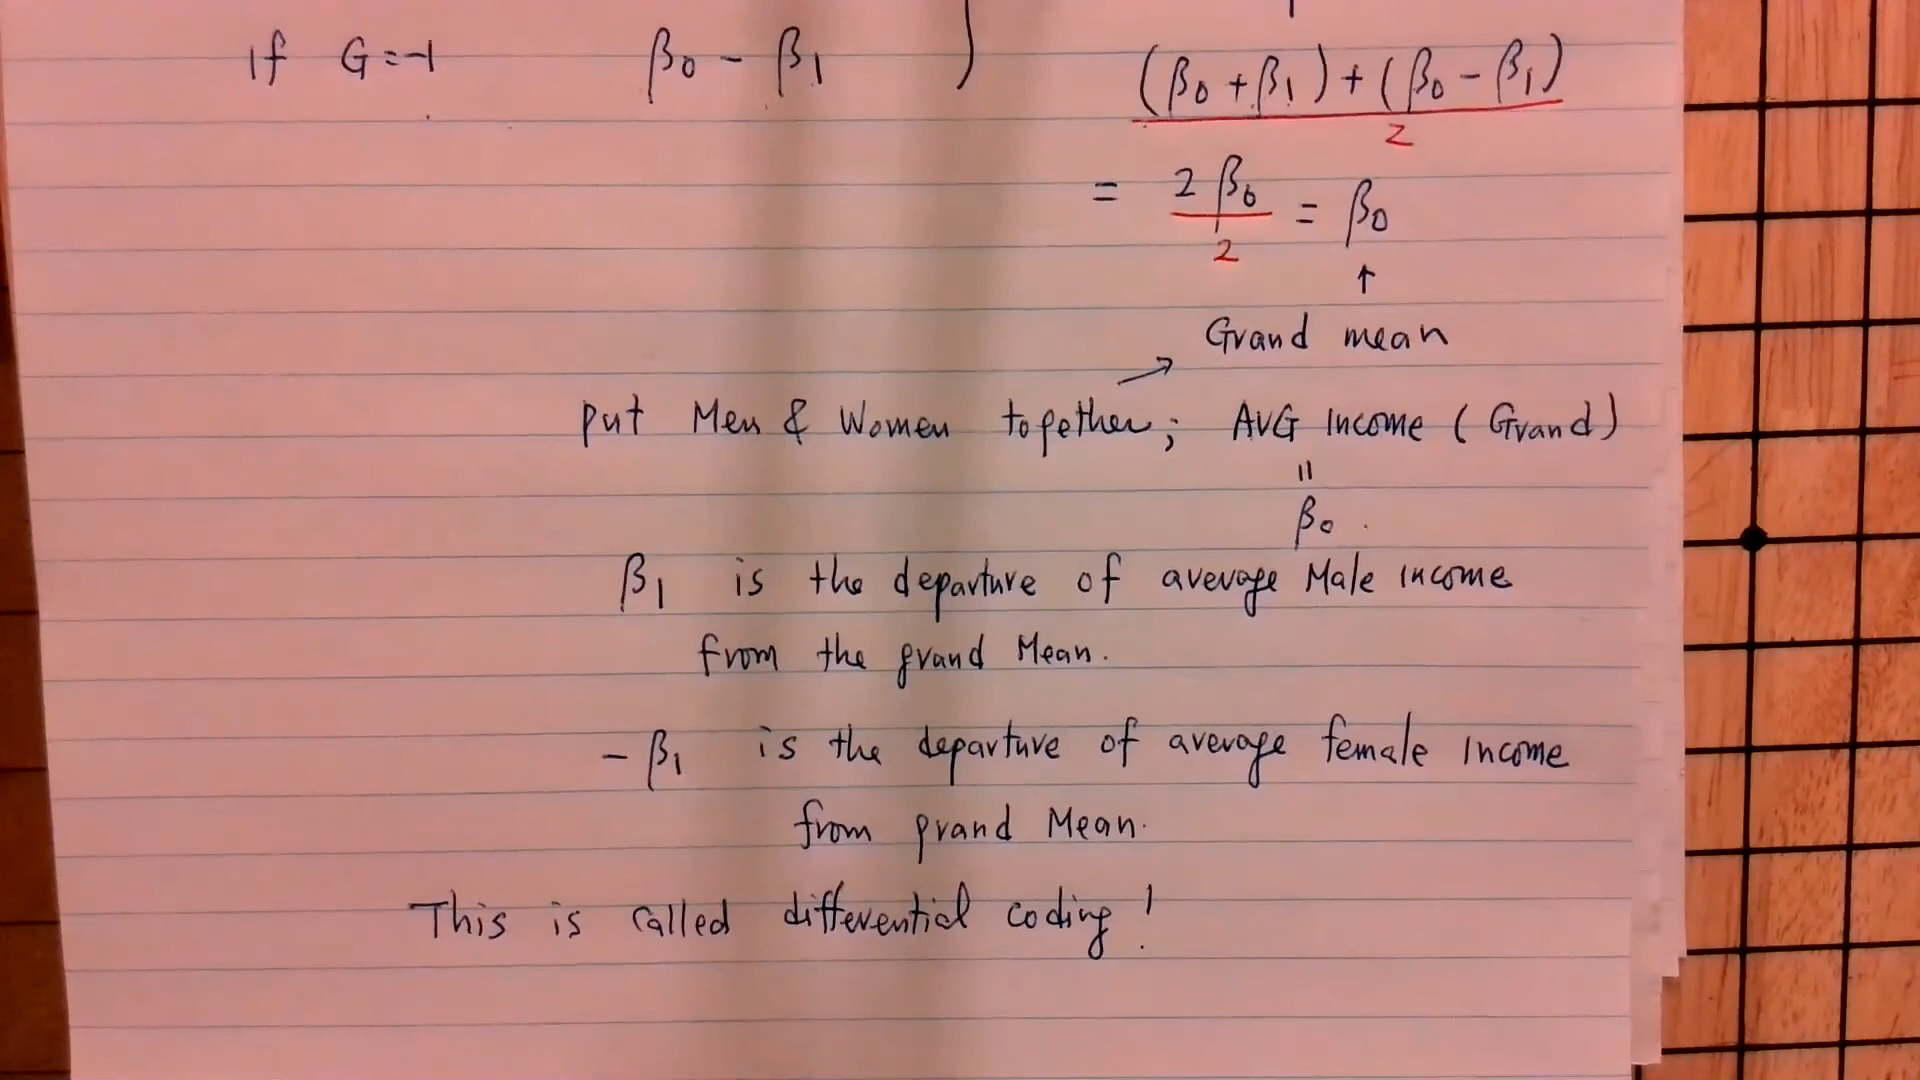 If G=-1 β0 - β1 )
(β0 + β1) + (β0 - β1)
2
= 2β0 = β0
2
↑
Grand mean
→
put Men & Women together; AVG Income (Grand)
=
β0.
β1 is the departure of average Male income
from the grand Mean.
- β1 is the departure of average female Income
from grand Mean.
This is called differential coding!